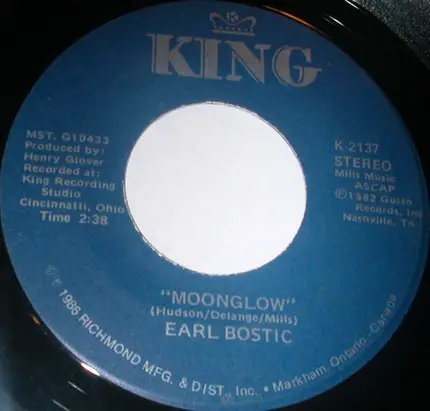 K
KING
MST. G10433
Produced by:
Henry Glover
Recorded at:
King Recording
Studio
Cincinnatti, Ohio
Time 2:38
K-2137
STEREO
Mills Music
ASCAP
℗1982 Gusto
Records, Inc
Nashville, Tn.
"MOONGLOW"
(Hudson/Delange/Mills)
EARL BOSTIC
©℗ 1986 RICHMOND MFG. & DIST., Inc. • Markham, Ontario-Canada